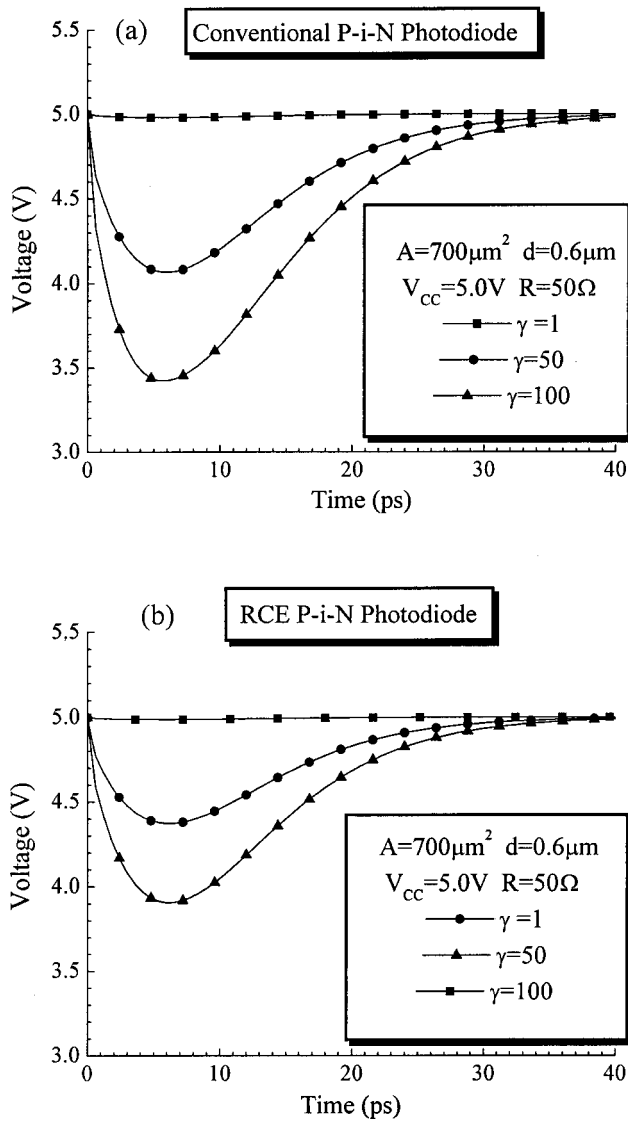 (a)
Conventional P-i-N Photodiode
5.5
5.0
4.5
4.0
3.5
3.0
Voltage (V)
A=700μm² d=0.6μm
V_CC=5.0V R=50Ω
γ =1
γ=50
γ=100
0 10 20 30 40
Time (ps)
(b)
RCE P-i-N Photodiode
5.5
5.0
4.5
4.0
3.5
3.0
Voltage (V)
A=700μm² d=0.6μm
V_CC=5.0V R=50Ω
γ =1
γ=50
γ=100
0 10 20 30 40
Time (ps)